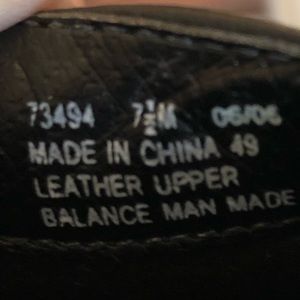 73494 7½M 06/06
MADE IN CHINA 49
LEATHER UPPER
BALANCE MAN MADE